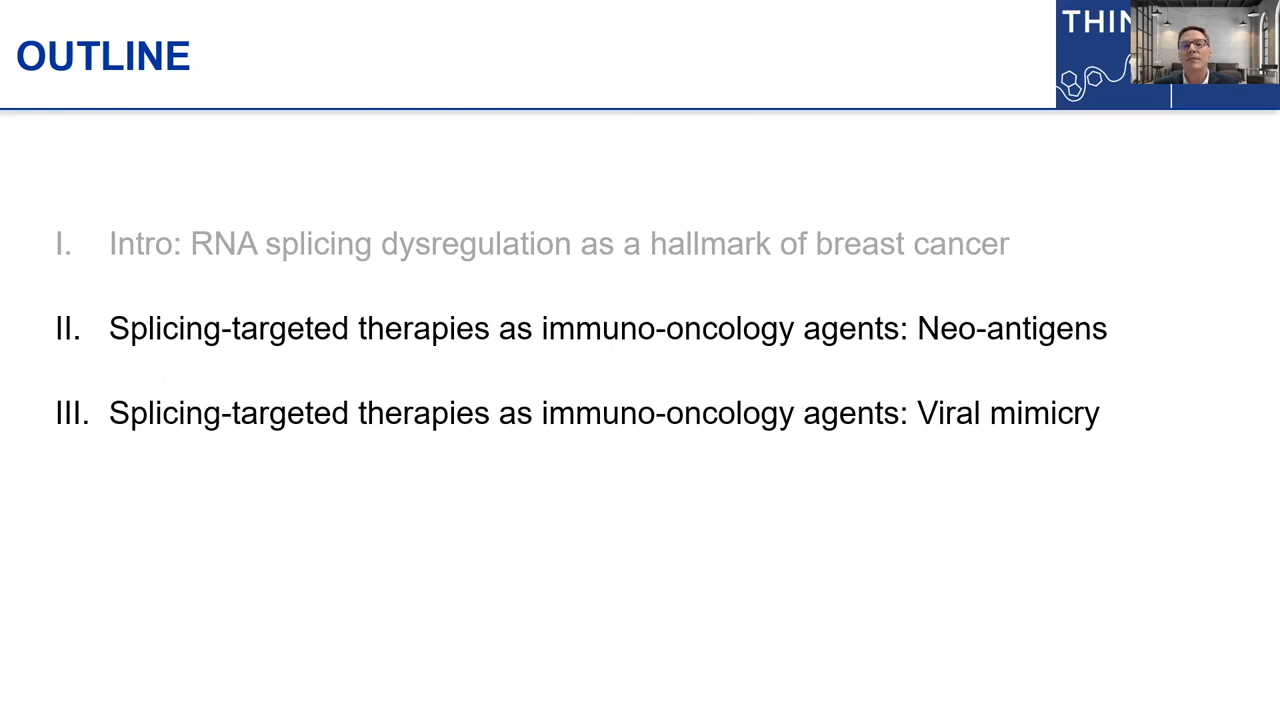 OUTLINE
THIN
I. Intro: RNA splicing dysregulation as a hallmark of breast cancer
II. Splicing-targeted therapies as immuno-oncology agents: Neo-antigens
III. Splicing-targeted therapies as immuno-oncology agents: Viral mimicry